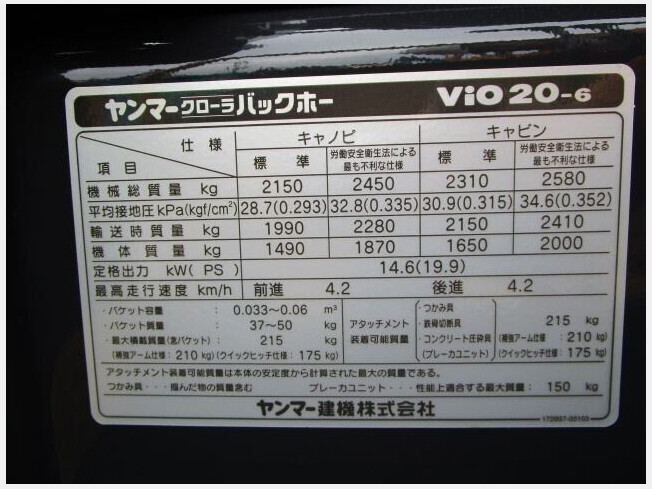 ヤンマークローラバックホー ViO20-6
仕様 キャノピ キャビン
項目 標準 労働安全衛生法による最も不利な仕様 標準 労働安全衛生法による最も不利な仕様
機械総質量 kg 2150 2450 2310 2580
平均接地圧kPa(kgf/cm²) 28.7(0.293) 32.8(0.335) 30.9(0.315) 34.6(0.352)
輸送時質量 kg 1990 2280 2150 2410
機体質量 kg 1490 1870 1650 2000
定格出力 kW(PS) 14.6(19.9)
最高走行速度 km/h 前進 4.2 後進 4.2
・バケット容量 : 0.033~0.06 m³
・バケット質量 : 37~50 kg
・最大積載質量(含バケット) : 215 kg
(補強アーム仕様 : 210 kg)(クイックヒッチ仕様 : 175 kg)
アタッチメント装着可能質量
・つかみ具
・鉄骨切断具
・コンクリート圧砕具
(ブレーカユニット)
215 kg
(補強アーム仕様 : 210 kg)
(クイックヒッチ仕様 : 175 kg)
アタッチメント装着可能質量は本体の安定度から計算された最大の質量である。
つかみ具・・・掴んだ物の質量含む ブレーカユニット・・・性能上適合する最大質量 : 150 kg
ヤンマー建機株式会社